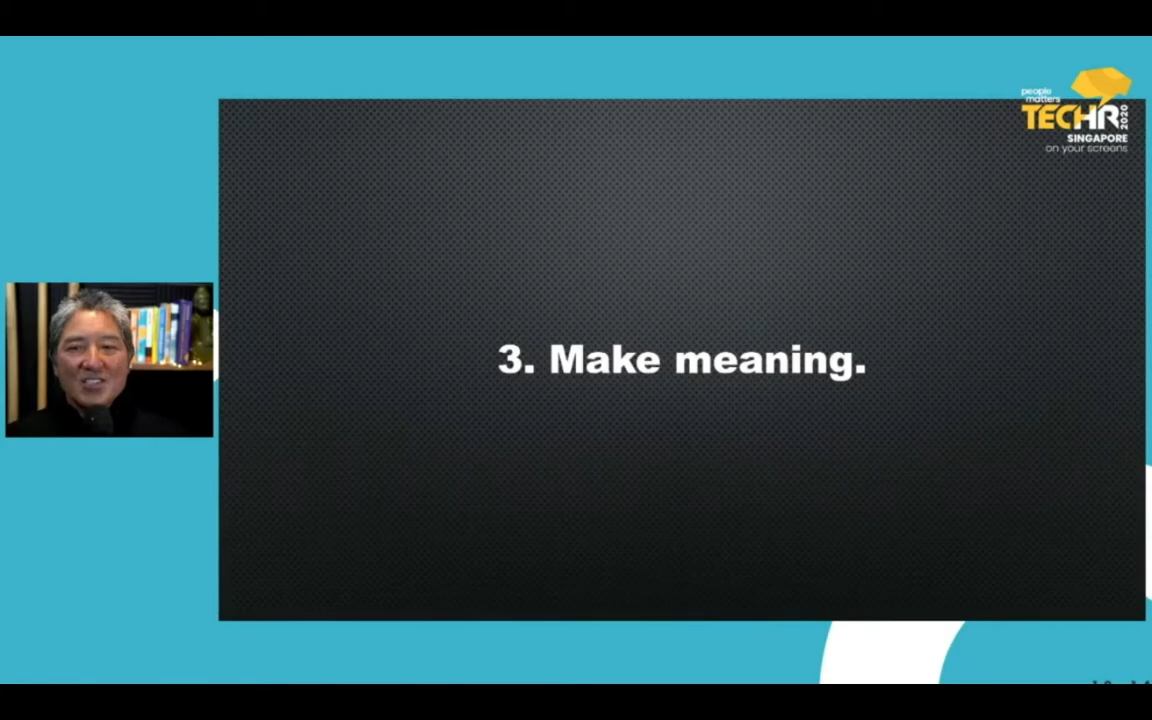 people
matters
TECHR 2020
SINGAPORE
on your screens
3. Make meaning.